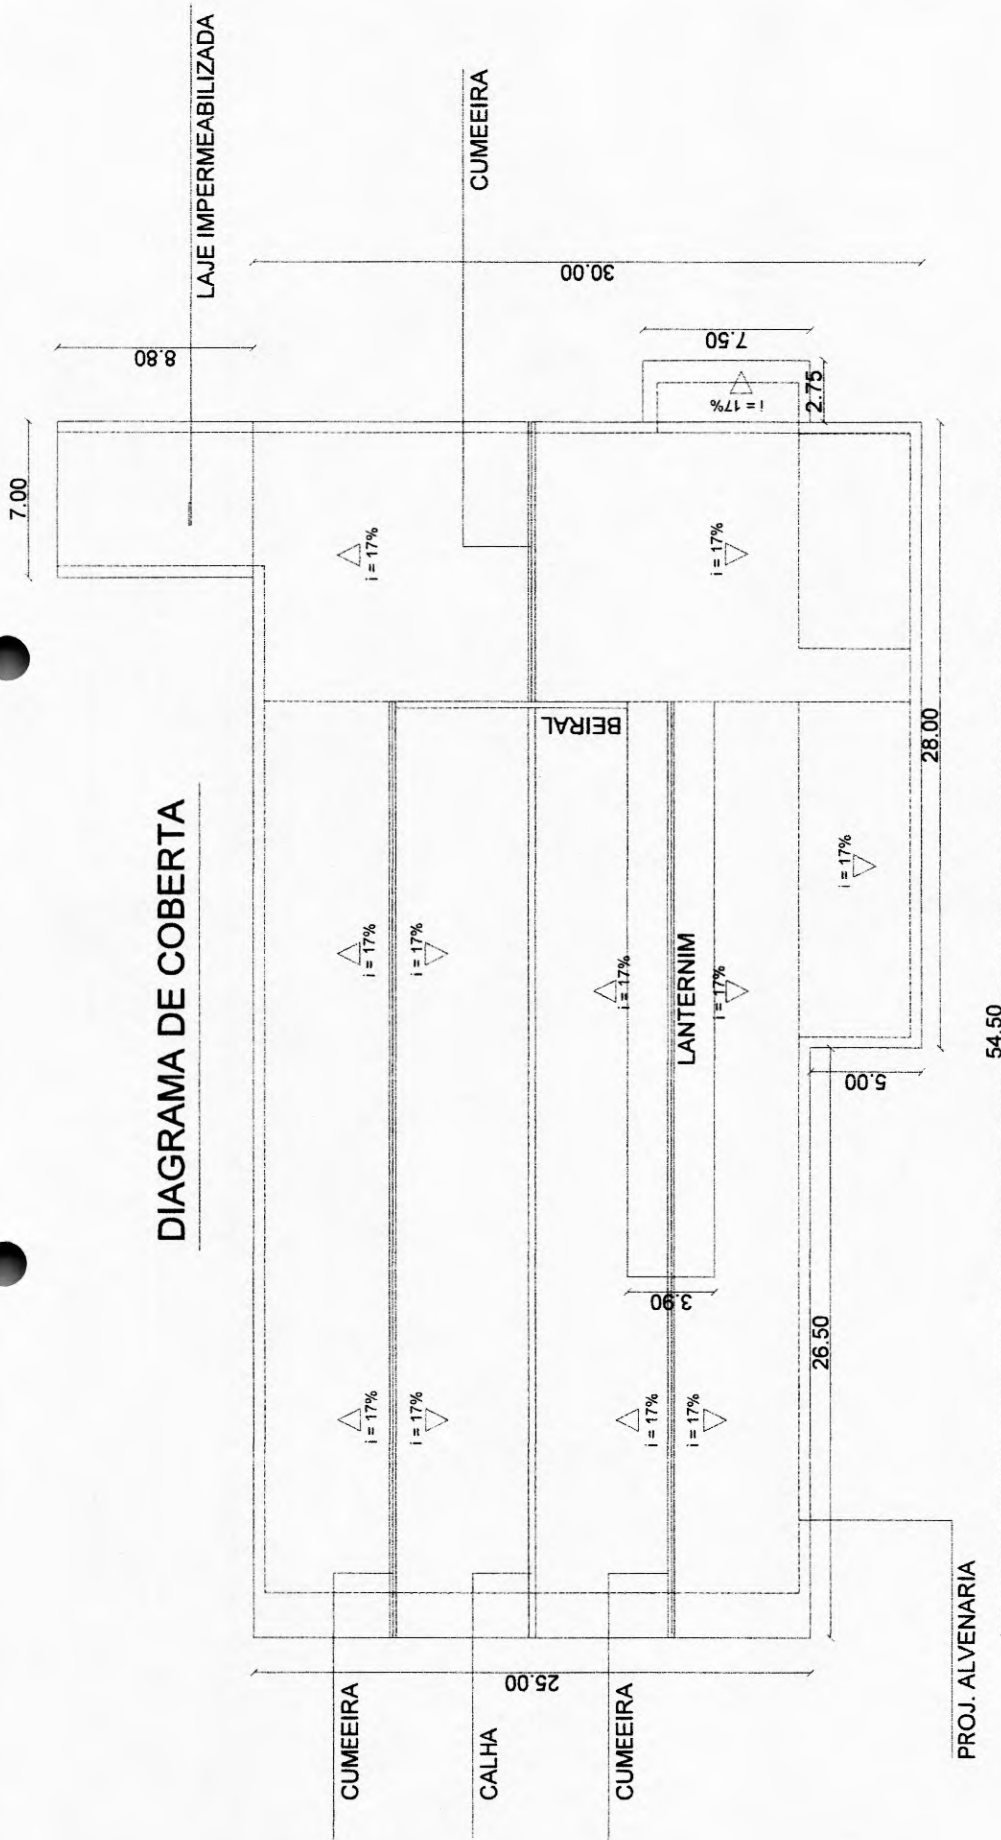 DIAGRAMA DE COBERTA
LAJE IMPERMEABILIZADA
CUMEEIRA
7.00
8.80
30.00
7.50
2.75
i = 17%
i = 17%
i = 17%
BEIRAL
28.00
i = 17%
i = 17%
i = 17%
i = 17%
LANTERNIM
i = 17%
5.00
54.50
3.90
26.50
i = 17%
i = 17%
i = 17%
i = 17%
25.00
CUMEEIRA
CALHA
CUMEEIRA
PROJ. ALVENARIA